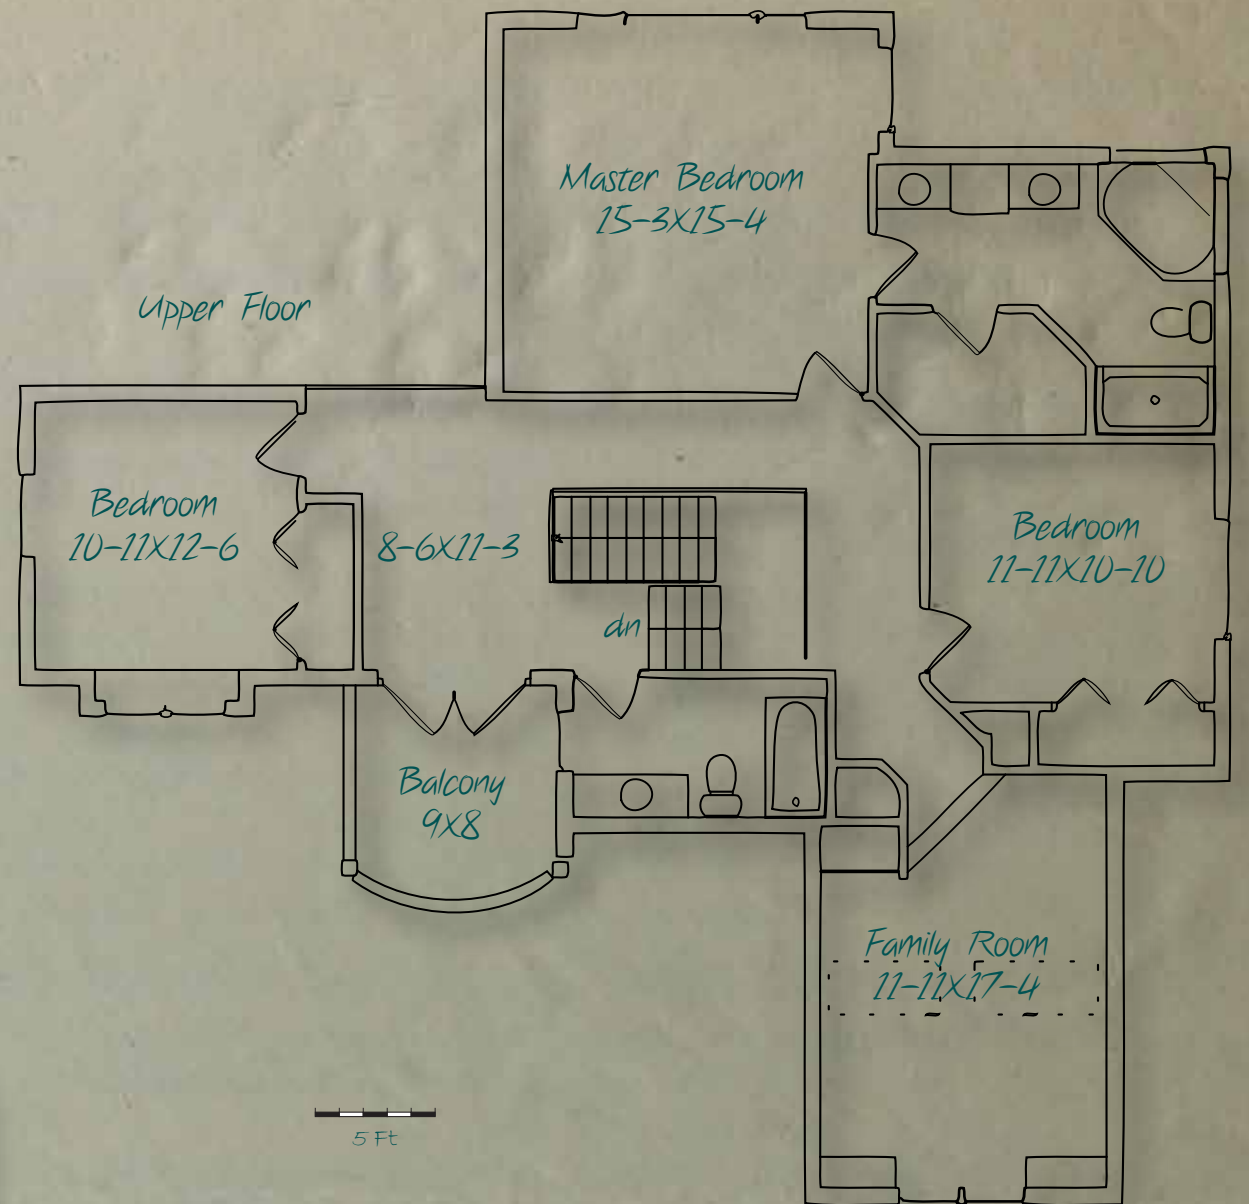 Master Bedroom
15-3X15-4
Upper Floor
Bedroom
10-11X12-6
8-6X11-3
Bedroom
11-11X10-10
dn
Balcony
9X8
Family Room
11-11X17-4
5 Ft